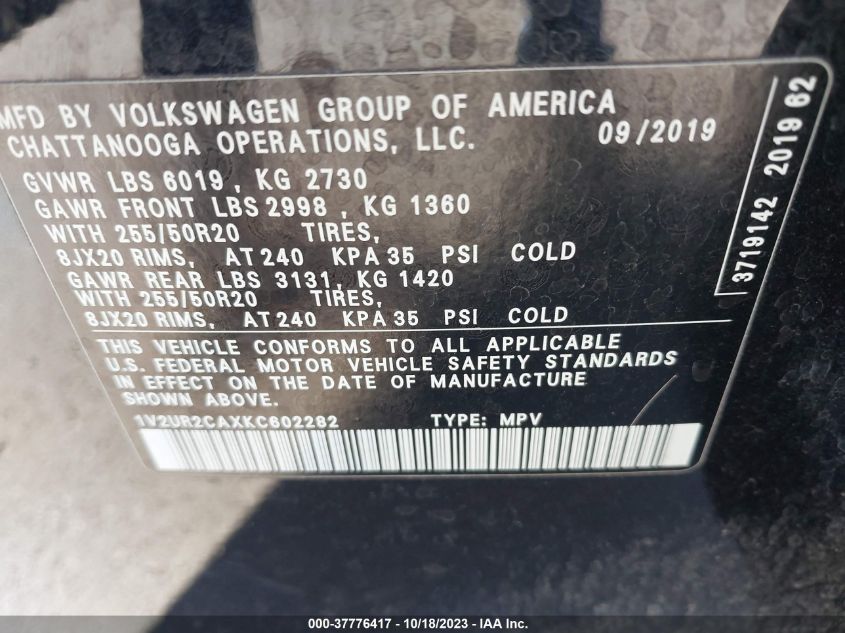 MFD BY VOLKSWAGEN GROUP OF AMERICA
CHATTANOOGA OPERATIONS, LLC. 09/2019
GVWR LBS 6019, KG 2730
GAWR FRONT LBS 2998, KG 1360
WITH 255/50R20 TIRES,
8JX20 RIMS, AT 240 KPA 35 PSI COLD
GAWR REAR LBS 3131, KG 1420
WITH 255/50R20 TIRES,
8JX20 RIMS, AT 240 KPA 35 PSI COLD
THIS VEHICLE CONFORMS TO ALL APPLICABLE
U.S. FEDERAL MOTOR VEHICLE SAFETY STANDARDS
IN EFFECT ON THE DATE OF MANUFACTURE
SHOWN ABOVE.
1V2UR2CAXKC602282 TYPE: MPV
3719142 2019 62
000-37776417 - 10/18/2023 - IAA Inc.